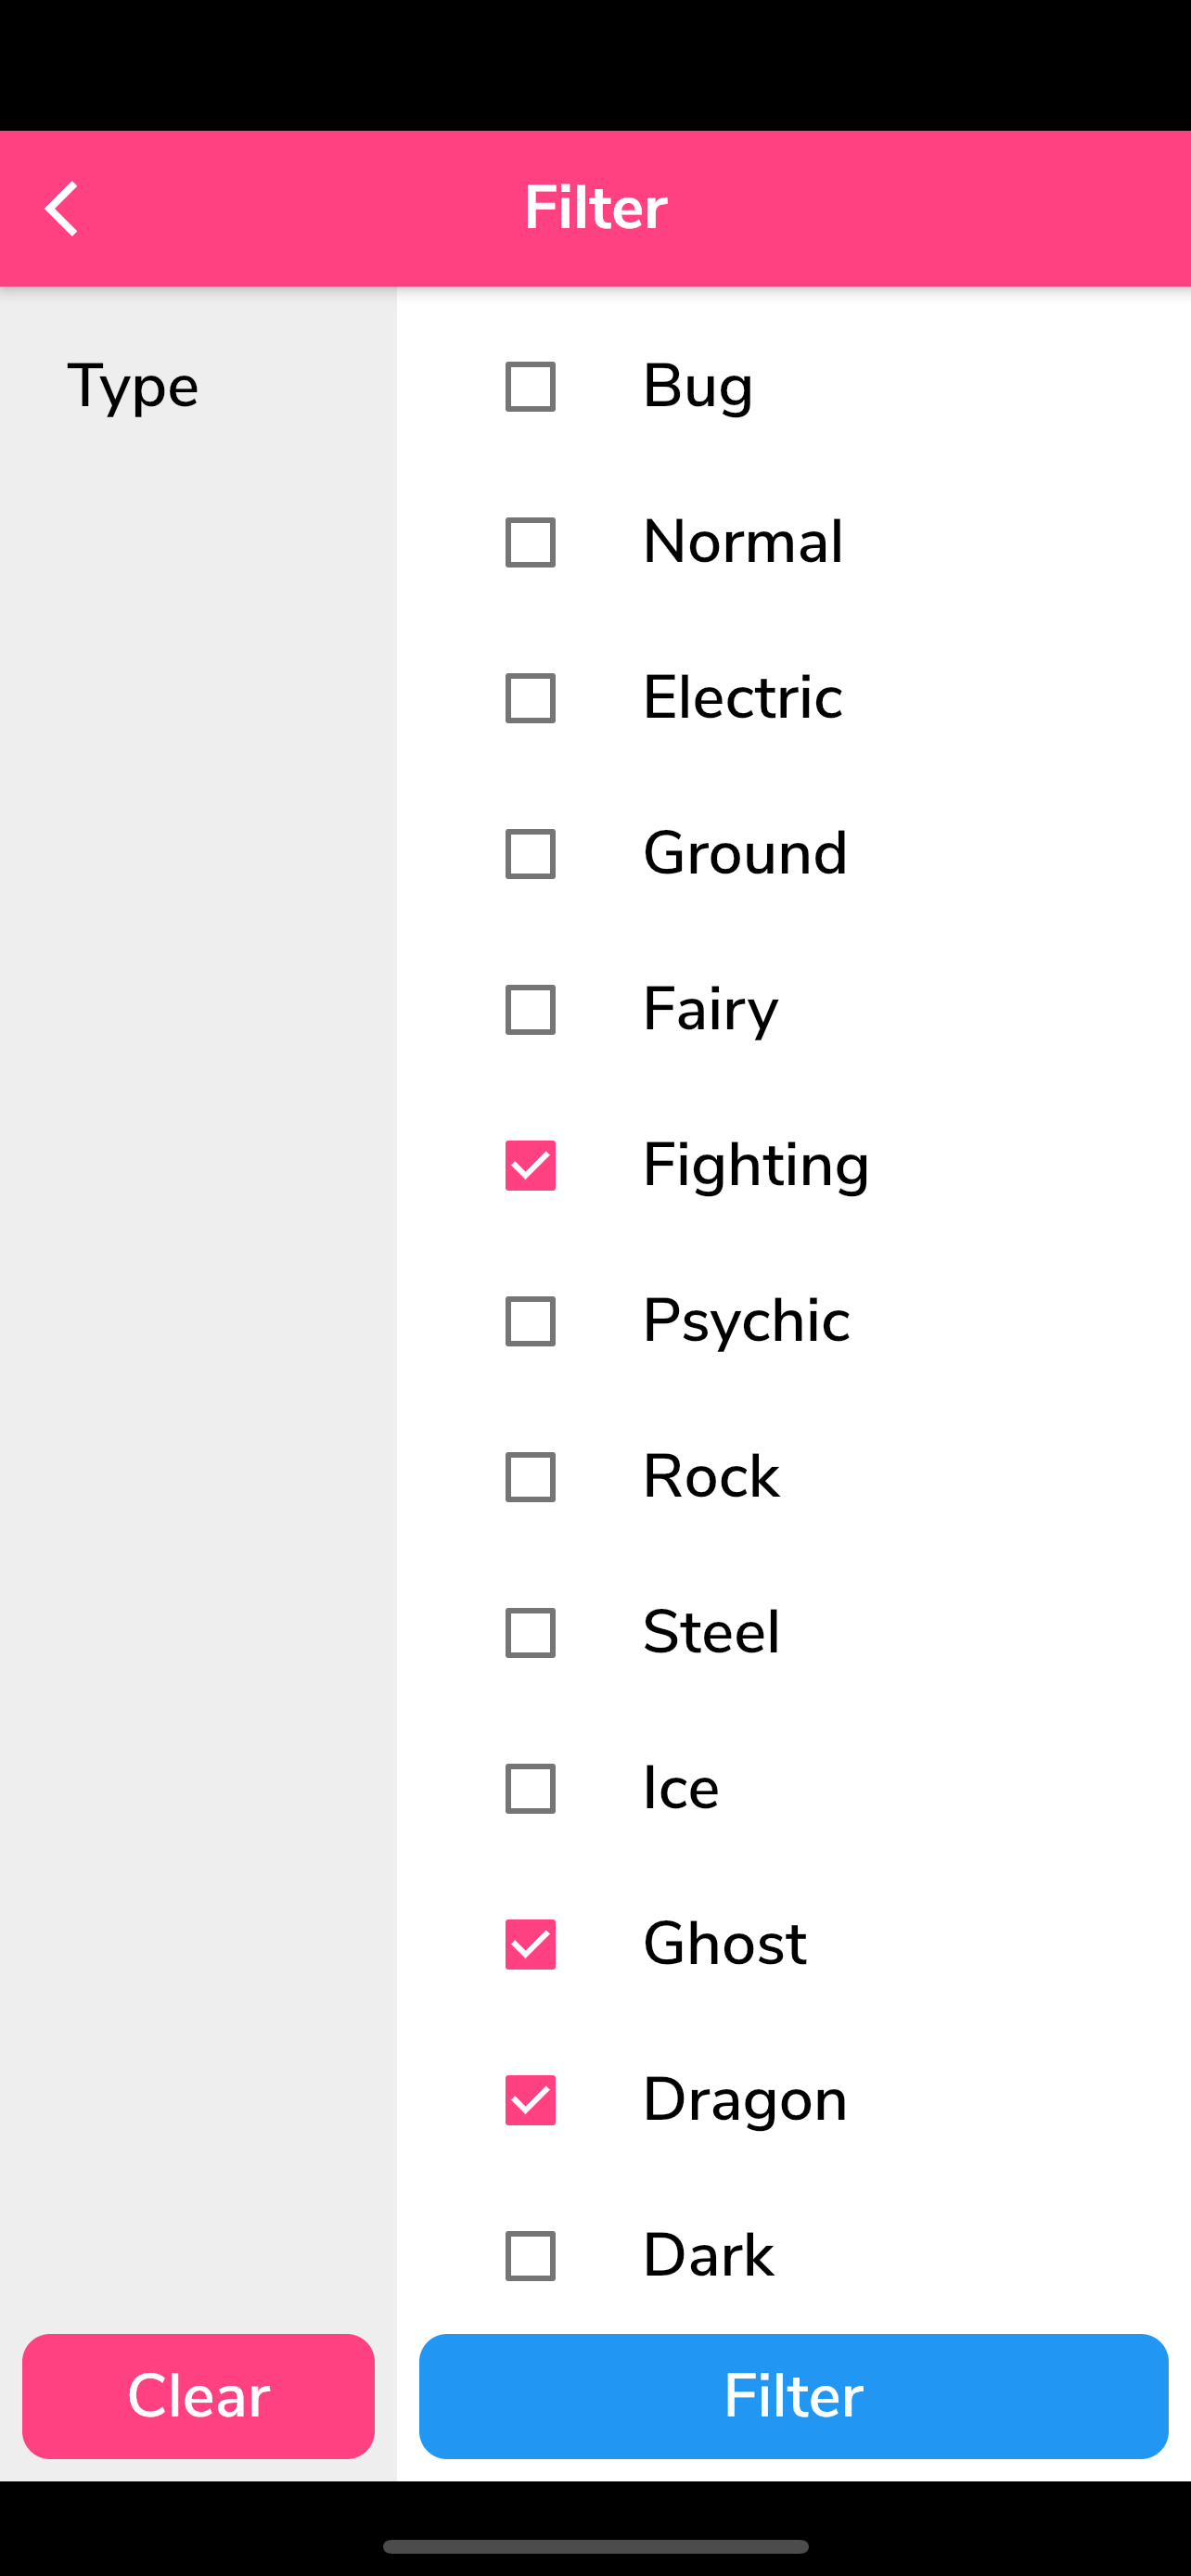 Filter
Type
Bug
Normal
Electric
Ground
Fairy
Fighting
Psychic
Rock
Steel
Ice
Ghost
Dragon
Dark
Clear
Filter